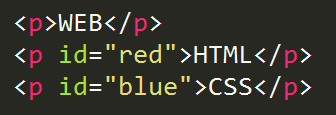 <p>WEB</p>
<p id="red">HTML</p>
<p id="blue">CSS</p>